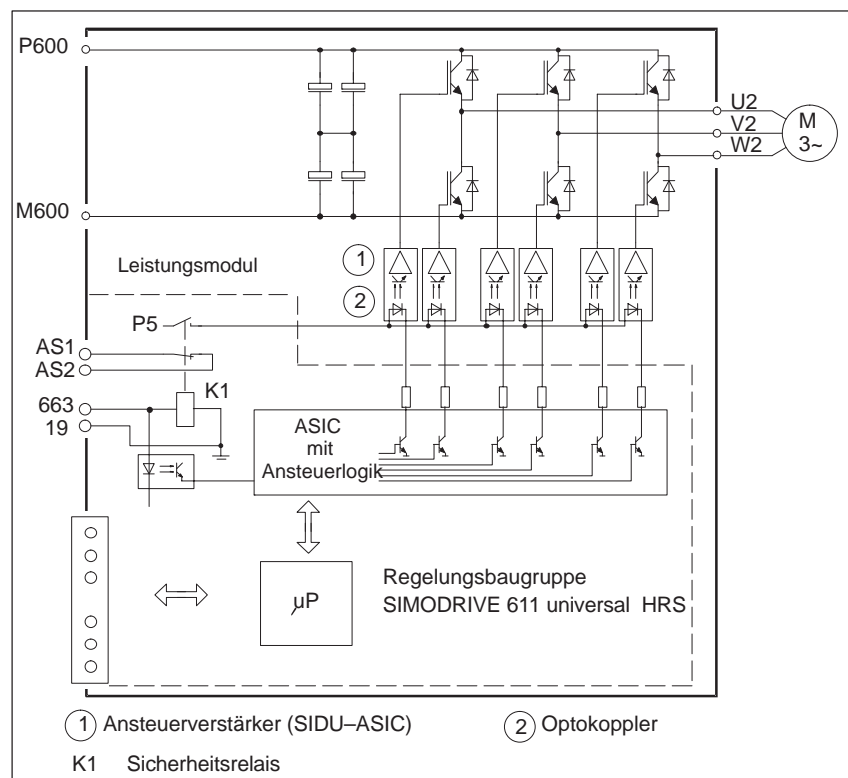 P600
U2
M
3~
V2
W2
M600
1
Leistungsmodul
2
P5
AS1
AS2
K1
663
19
ASIC
mit
Ansteuerlogik
µP
Regelungsbaugruppe
SIMODRIVE 611 universal HRS
1 Ansteuerverstärker (SIDU–ASIC) 2 Optokoppler
K1 Sicherheitsrelais